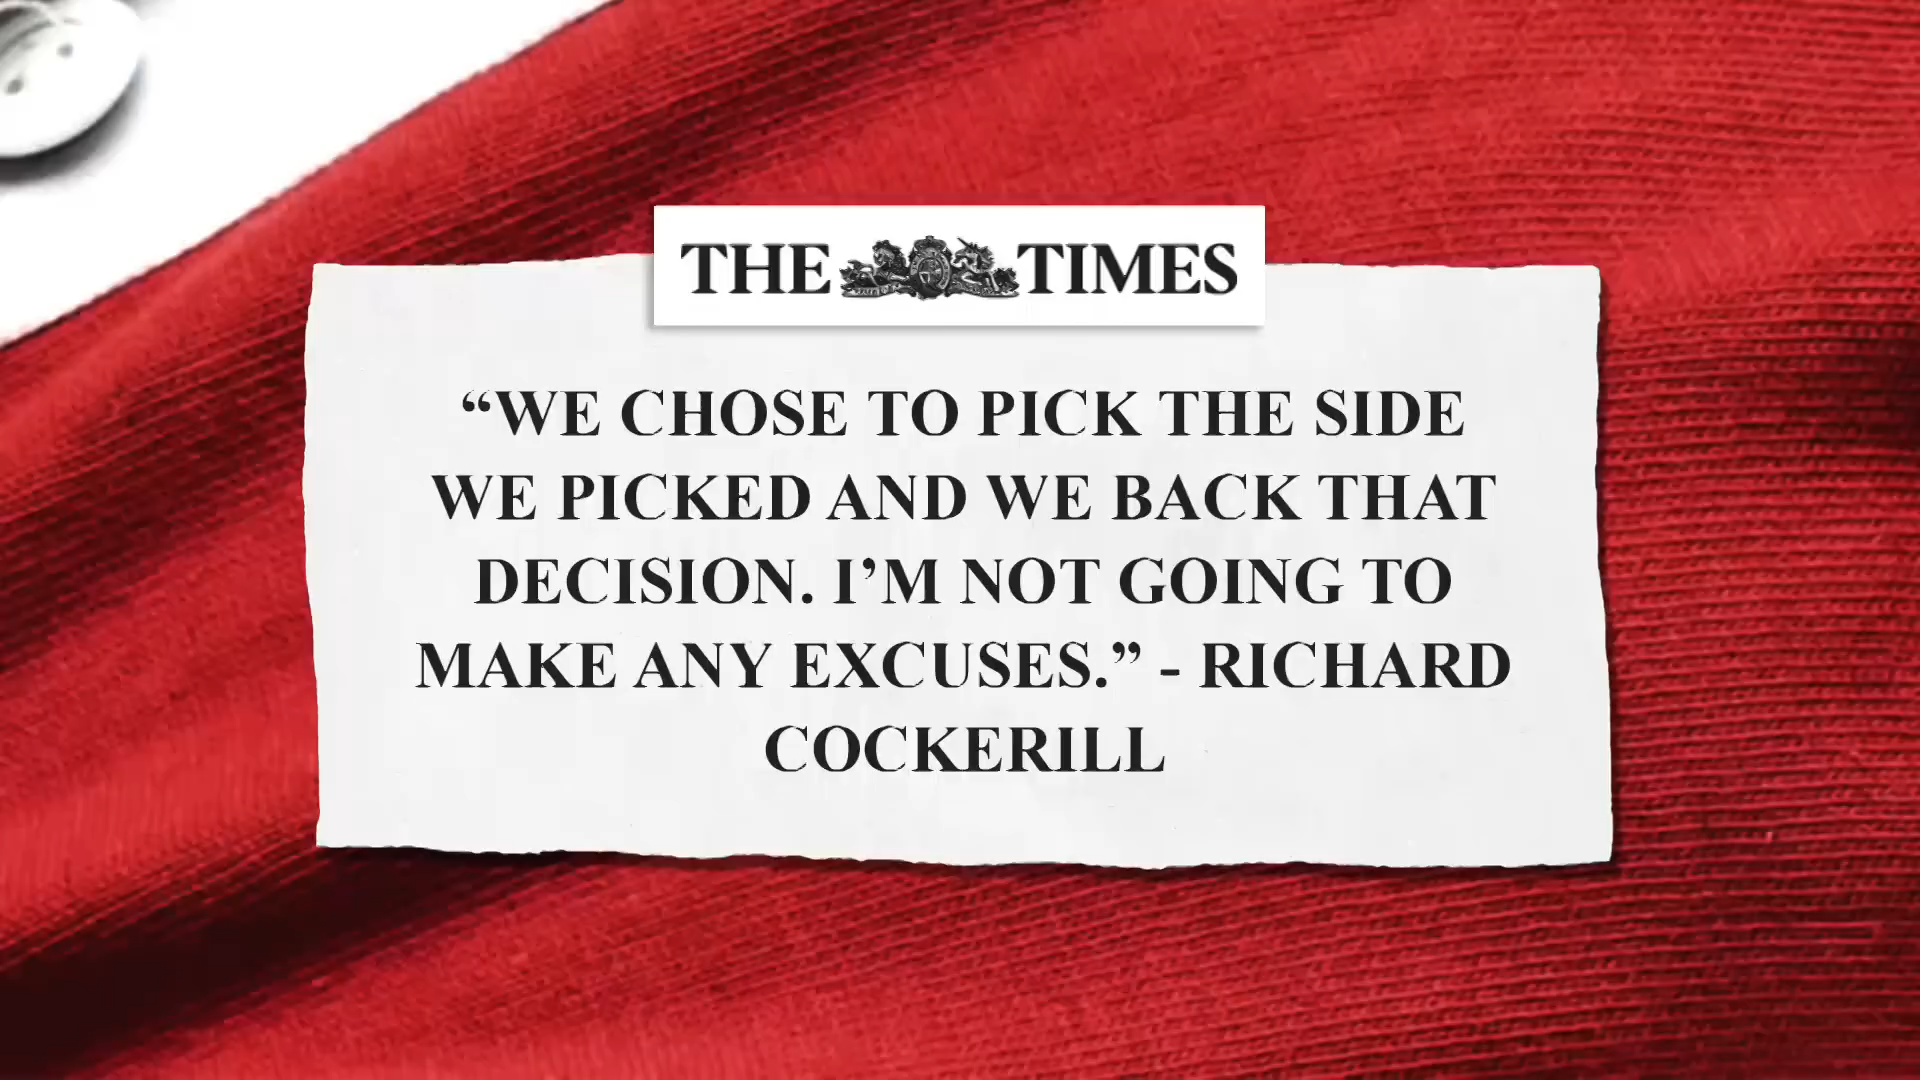 THE TIMES
“WE CHOSE TO PICK THE SIDE
WE PICKED AND WE BACK THAT
DECISION. I’M NOT GOING TO
MAKE ANY EXCUSES.” - RICHARD
COCKERILL